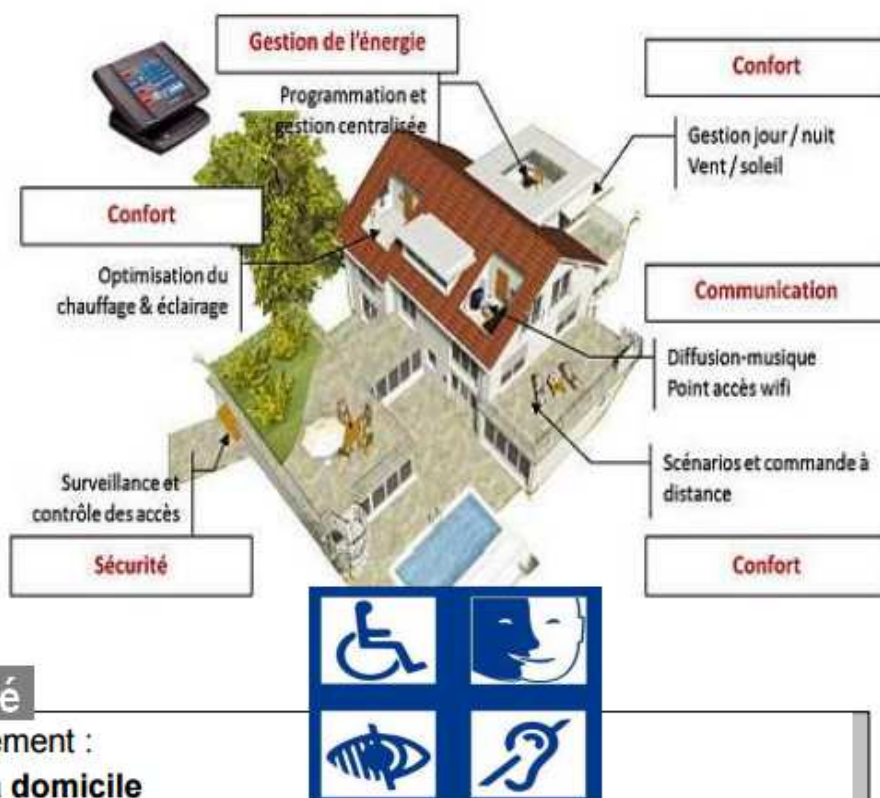 Gestion de l'énergie
Programmation et
gestion centralisée
Confort
Gestion jour / nuit
Vent / soleil
Confort
Optimisation du
chauffage & éclairage
Communication
Diffusion-musique
Point accès wifi
Scénarios et commande à
distance
Confort
Surveillance et
contrôle des accès
Sécurité
é
ement :
domicile